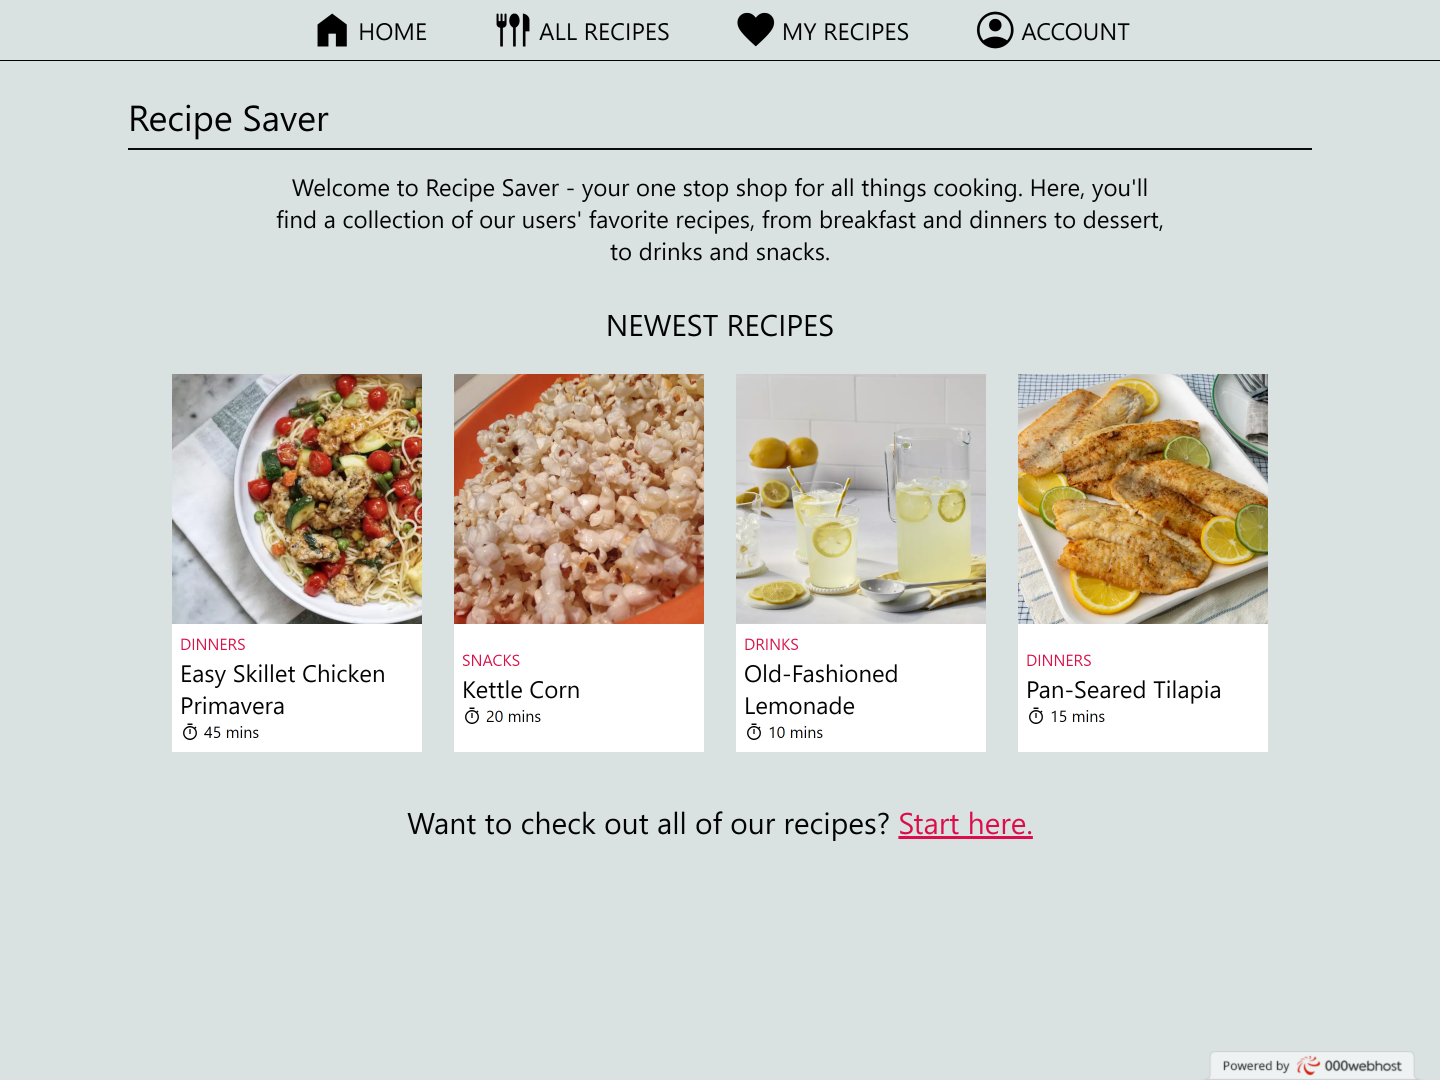 HOME
ALL RECIPES
MY RECIPES
ACCOUNT
Recipe Saver
Welcome to Recipe Saver - your one stop shop for all things cooking. Here, you'll
find a collection of our users' favorite recipes, from breakfast and dinners to dessert,
to drinks and snacks.
NEWEST RECIPES
DINNERS
Easy Skillet Chicken
Primavera
45 mins
SNACKS
Kettle Corn
20 mins
DRINKS
Old-Fashioned
Lemonade
10 mins
DINNERS
Pan-Seared Tilapia
15 mins
Want to check out all of our recipes? Start here.
Powered by 000webhost